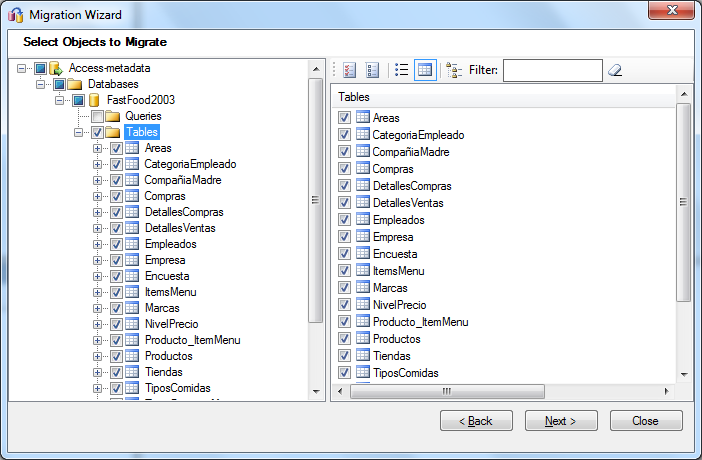 Migration Wizard
Select Objects to Migrate
Access-metadata
Databases
FastFood2003
Queries
Tables
Areas
CategoriaEmpleado
CompañiaMadre
Compras
DetallesCompras
DetallesVentas
Empleados
Empresa
Encuesta
ItemsMenu
Marcas
NivelPrecio
Producto_ItemMenu
Productos
Tiendas
TiposComidas
Filter:
Tables
Areas
CategoriaEmpleado
CompañiaMadre
Compras
DetallesCompras
DetallesVentas
Empleados
Empresa
Encuesta
ItemsMenu
Marcas
NivelPrecio
Producto_ItemMenu
Productos
Tiendas
TiposComidas
< Back
Next >
Close